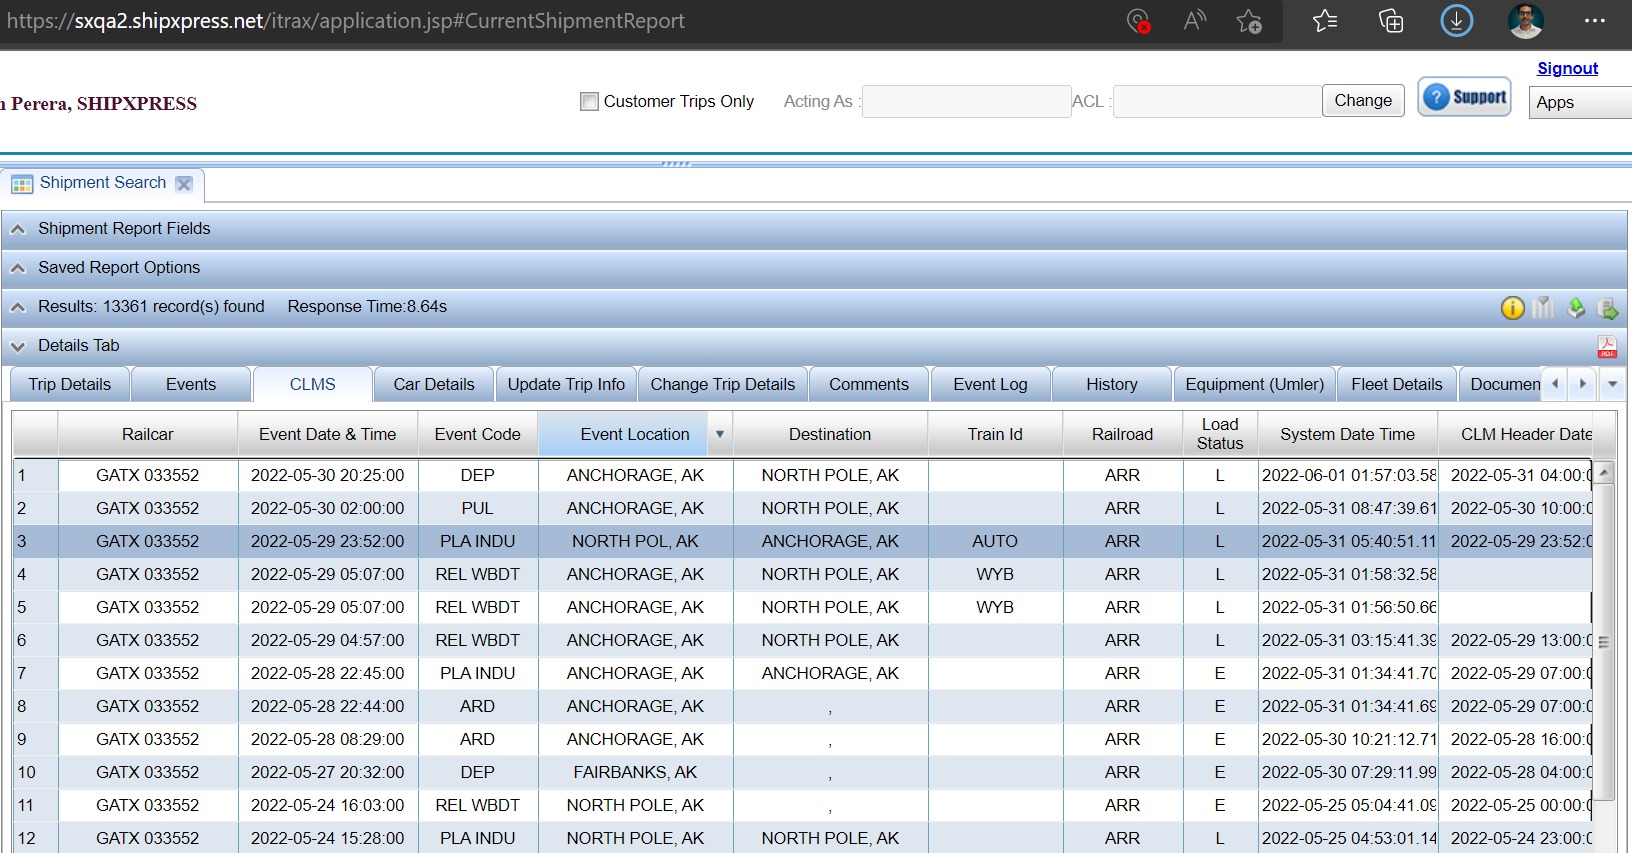 https://sxqa2.shipxpress.net/itrax/application.jsp#CurrentShipmentReport
Signout
Perera, SHIPXPRESS
Customer Trips Only Acting As : ACL : Change ? Support Apps
Shipment Search
Shipment Report Fields
Saved Report Options
Results: 13361 record(s) found Response Time:8.64s
Details Tab PDF
Trip Details Events CLMS Car Details Update Trip Info Change Trip Details Comments Event Log History Equipment (Umler) Fleet Details Documen
Railcar Event Date & Time Event Code Event Location Destination Train Id Railroad Load Status System Date Time CLM Header Date
1 GATX 033552 2022-05-30 20:25:00 DEP ANCHORAGE, AK NORTH POLE, AK ARR L 2022-06-01 01:57:03.58 2022-05-31 04:00:0
2 GATX 033552 2022-05-30 02:00:00 PUL ANCHORAGE, AK NORTH POLE, AK ARR L 2022-05-31 08:47:39.61 2022-05-30 10:00:0
3 GATX 033552 2022-05-29 23:52:00 PLA INDU NORTH POL, AK ANCHORAGE, AK AUTO ARR L 2022-05-31 05:40:51.11 2022-05-29 23:52:0
4 GATX 033552 2022-05-29 05:07:00 REL WBDT ANCHORAGE, AK NORTH POLE, AK WYB ARR L 2022-05-31 01:58:32.58
5 GATX 033552 2022-05-29 05:07:00 REL WBDT ANCHORAGE, AK NORTH POLE, AK WYB ARR L 2022-05-31 01:56:50.66
6 GATX 033552 2022-05-29 04:57:00 REL WBDT ANCHORAGE, AK NORTH POLE, AK ARR L 2022-05-31 03:15:41.39 2022-05-29 13:00:0
7 GATX 033552 2022-05-28 22:45:00 PLA INDU ANCHORAGE, AK ANCHORAGE, AK ARR E 2022-05-31 01:34:41.70 2022-05-29 07:00:0
8 GATX 033552 2022-05-28 22:44:00 ARD ANCHORAGE, AK , ARR E 2022-05-31 01:34:41.69 2022-05-29 07:00:0
9 GATX 033552 2022-05-28 08:29:00 ARD ANCHORAGE, AK , ARR E 2022-05-30 10:21:12.71 2022-05-28 16:00:0
10 GATX 033552 2022-05-27 20:32:00 DEP FAIRBANKS, AK , ARR E 2022-05-30 07:29:11.99 2022-05-28 04:00:0
11 GATX 033552 2022-05-24 16:03:00 REL WBDT NORTH POLE, AK , ARR E 2022-05-25 05:04:41.09 2022-05-25 00:00:0
12 GATX 033552 2022-05-24 15:28:00 PLA INDU NORTH POLE, AK NORTH POLE, AK ARR L 2022-05-25 04:53:01.14 2022-05-24 23:00:0